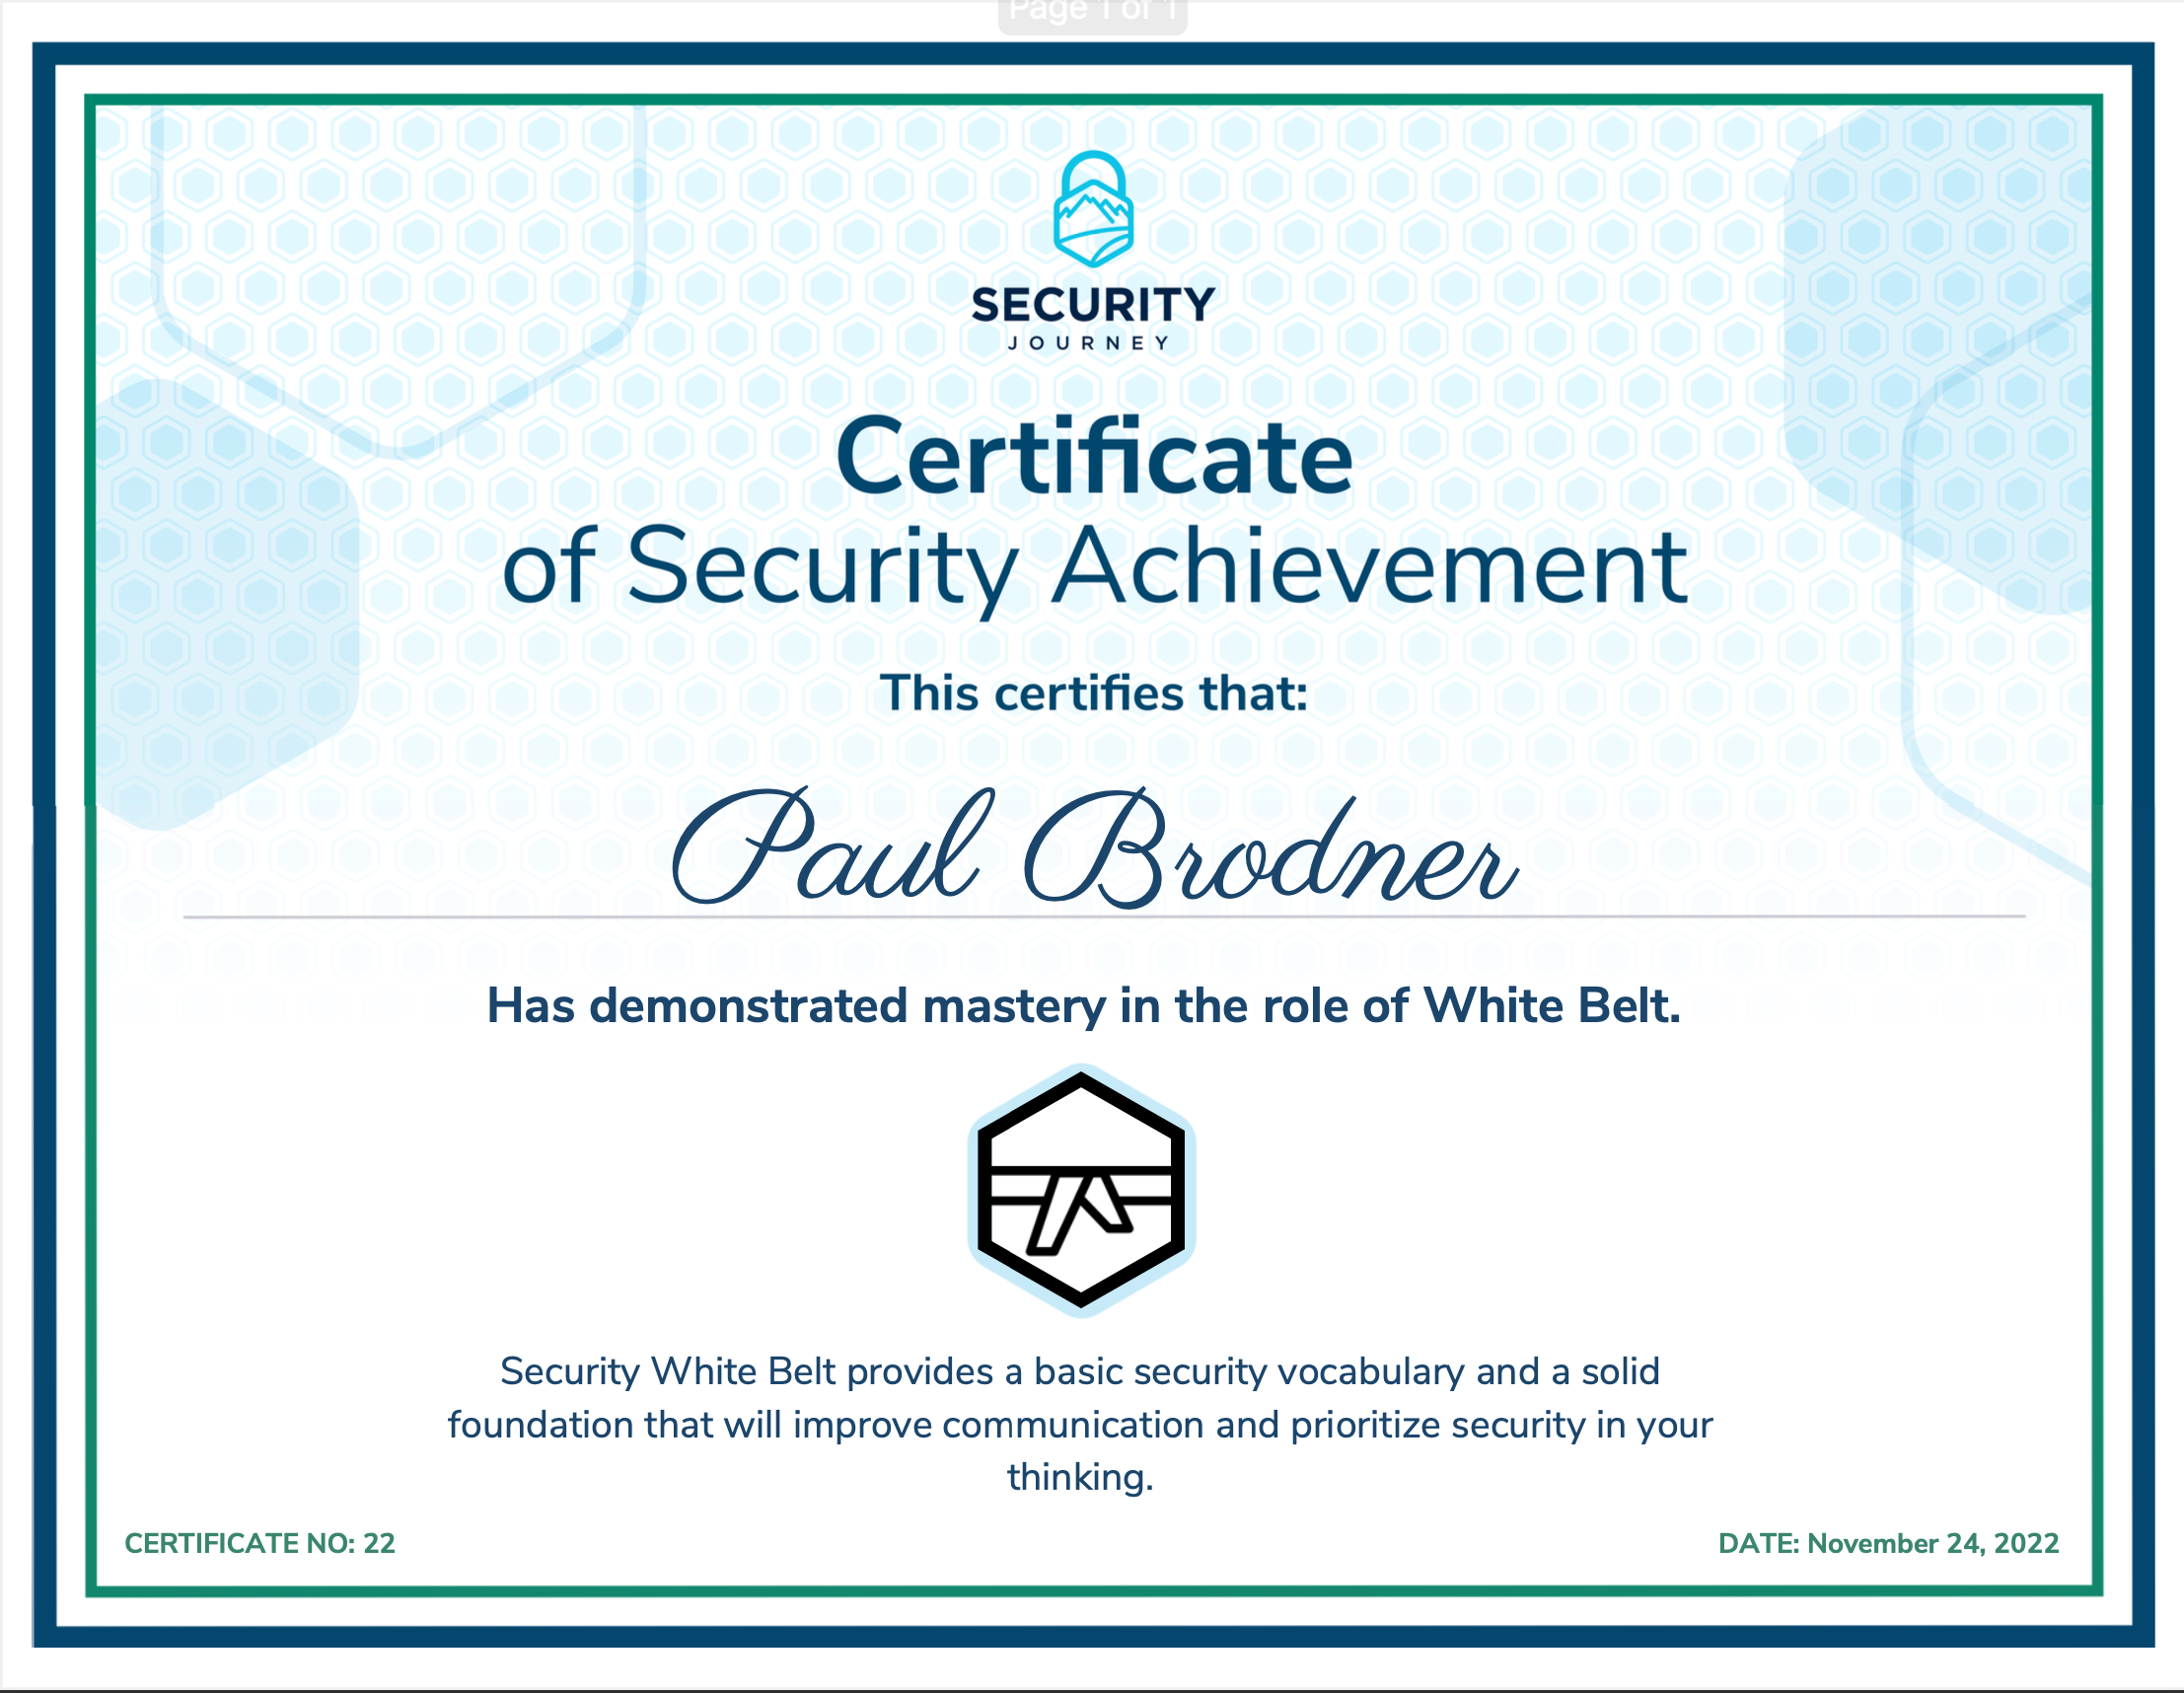 Page 1 of 1
SECURITY
JOURNEY
Certificate
of Security Achievement
This certifies that:
Paul Brodner
Has demonstrated mastery in the role of White Belt.
Security White Belt provides a basic security vocabulary and a solid
foundation that will improve communication and prioritize security in your
thinking.
CERTIFICATE NO: 22
DATE: November 24, 2022